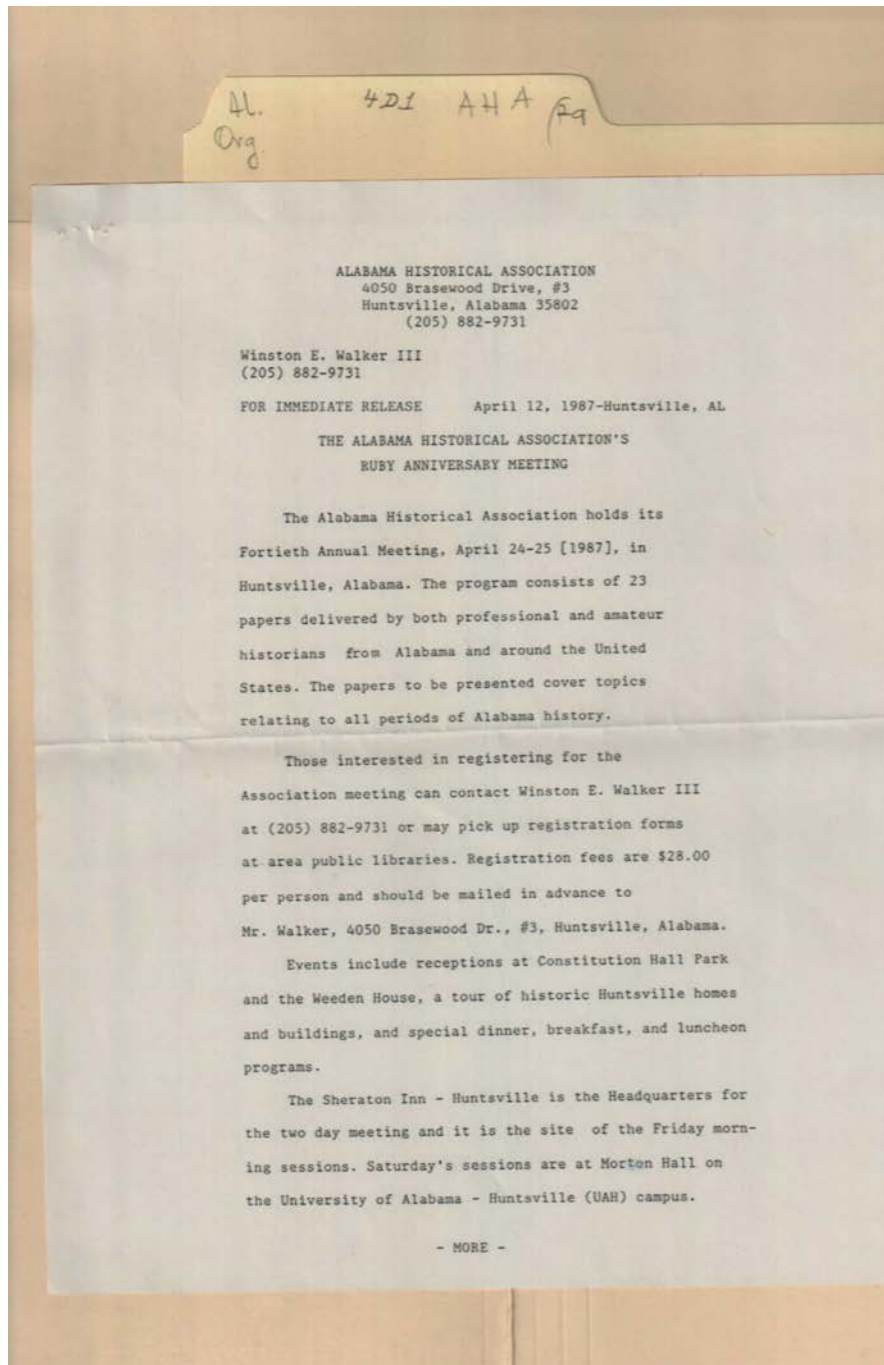 Al. 4D1 AHA
Org.
ALABAMA HISTORICAL ASSOCIATION
4050 Brasewood Drive, #3
Huntsville, Alabama 35802
(205) 882-9731
Winston E. Walker III
(205) 882-9731
FOR IMMEDIATE RELEASE April 12, 1987-Huntsville, AL
THE ALABAMA HISTORICAL ASSOCIATION'S
RUBY ANNIVERSARY MEETING
The Alabama Historical Association holds its
Fortieth Annual Meeting, April 24-25 [1987], in
Huntsville, Alabama. The program consists of 23
papers delivered by both professional and amateur
historians from Alabama and around the United
States. The papers to be presented cover topics
relating to all periods of Alabama history.
Those interested in registering for the
Association meeting can contact Winston E. Walker III
at (205) 882-9731 or may pick up registration forms
at area public libraries. Registration fees are $28.00
per person and should be mailed in advance to
Mr. Walker, 4050 Brasewood Dr., #3, Huntsville, Alabama.
Events include receptions at Constitution Hall Park
and the Weeden House, a tour of historic Huntsville homes
and buildings, and special dinner, breakfast, and luncheon
programs.
The Sheraton Inn - Huntsville is the Headquarters for
the two day meeting and it is the site of the Friday morn-
ing sessions. Saturday's sessions are at Morton Hall on
the University of Alabama - Huntsville (UAH) campus.
- MORE -